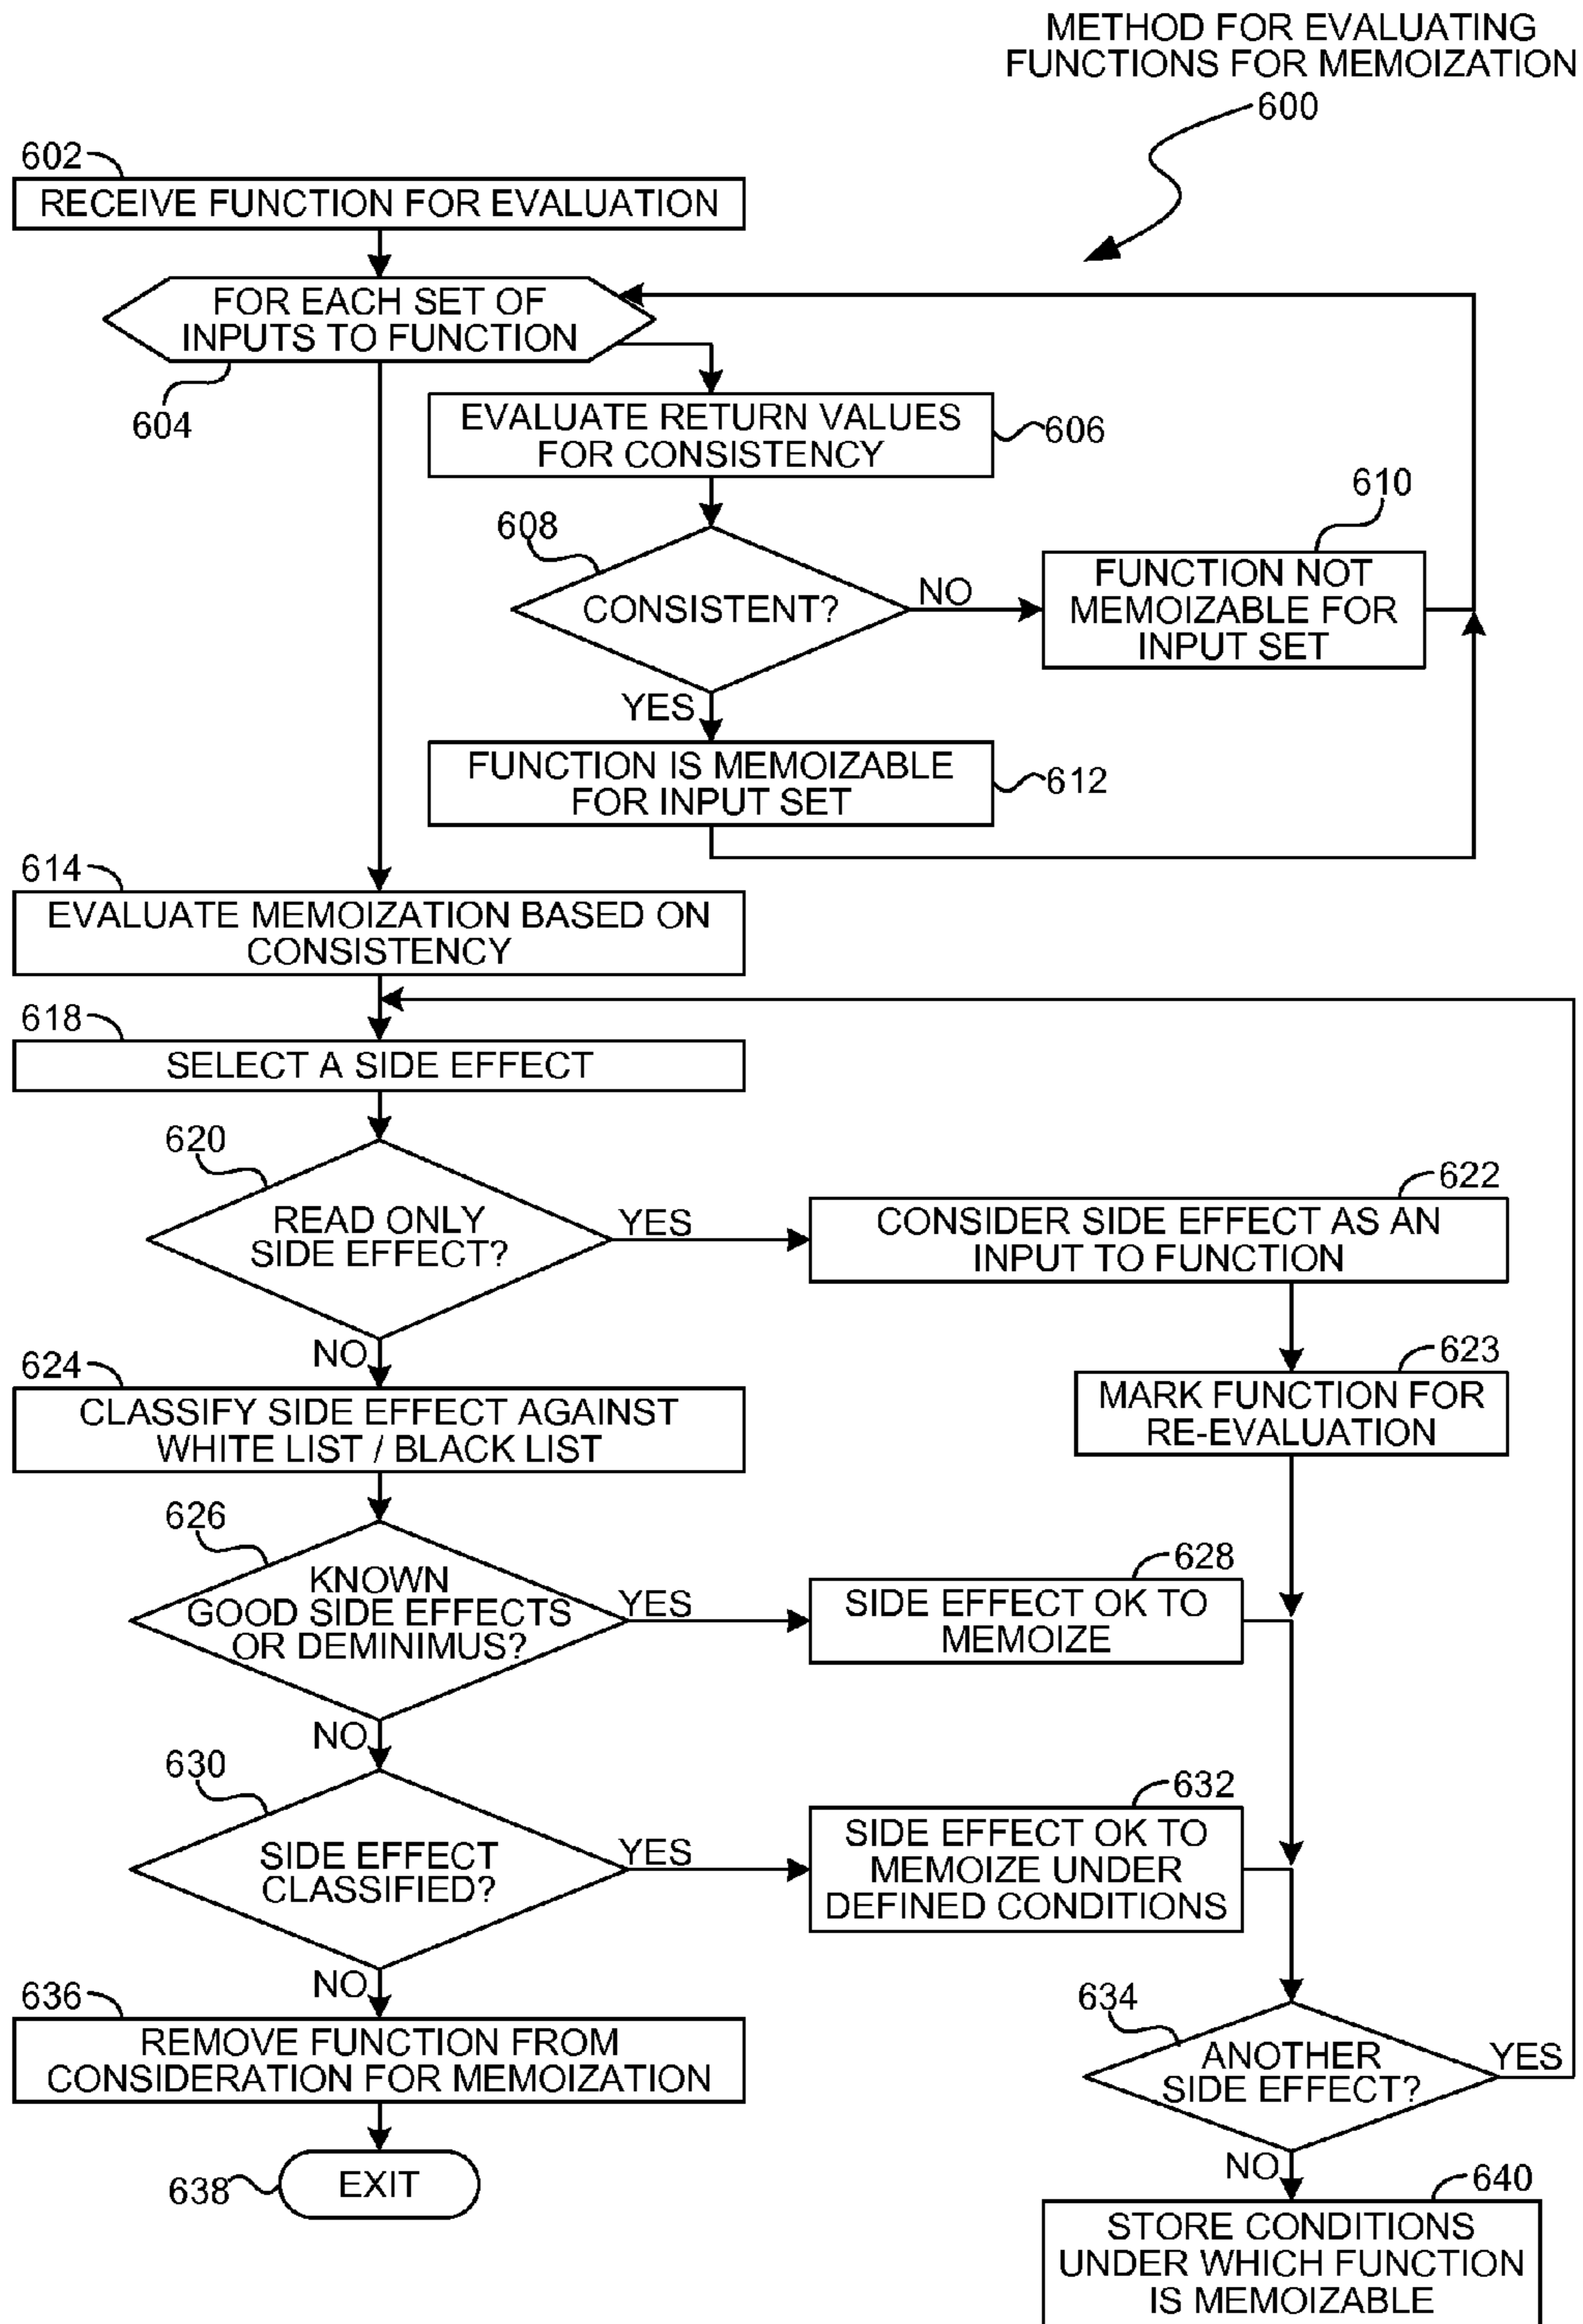 METHOD FOR EVALUATING
FUNCTIONS FOR MEMOIZATION
600
602
RECEIVE FUNCTION FOR EVALUATION
FOR EACH SET OF
INPUTS TO FUNCTION
604
EVALUATE RETURN VALUES
FOR CONSISTENCY
606
608
CONSISTENT?
NO
610
FUNCTION NOT
MEMOIZABLE FOR
INPUT SET
YES
FUNCTION IS MEMOIZABLE
FOR INPUT SET
612
614
EVALUATE MEMOIZATION BASED ON
CONSISTENCY
618
SELECT A SIDE EFFECT
620
READ ONLY
SIDE EFFECT?
YES
622
CONSIDER SIDE EFFECT AS AN
INPUT TO FUNCTION
NO
623
MARK FUNCTION FOR
RE-EVALUATION
624
CLASSIFY SIDE EFFECT AGAINST
WHITE LIST / BLACK LIST
626
KNOWN
GOOD SIDE EFFECTS
OR DEMINIMUS?
YES
628
SIDE EFFECT OK TO
MEMOIZE
NO
630
SIDE EFFECT
CLASSIFIED?
YES
632
SIDE EFFECT OK TO
MEMOIZE UNDER
DEFINED CONDITIONS
NO
634
ANOTHER
SIDE EFFECT?
YES
636
REMOVE FUNCTION FROM
CONSIDERATION FOR MEMOIZATION
638
EXIT
NO
640
STORE CONDITIONS
UNDER WHICH FUNCTION
IS MEMOIZABLE